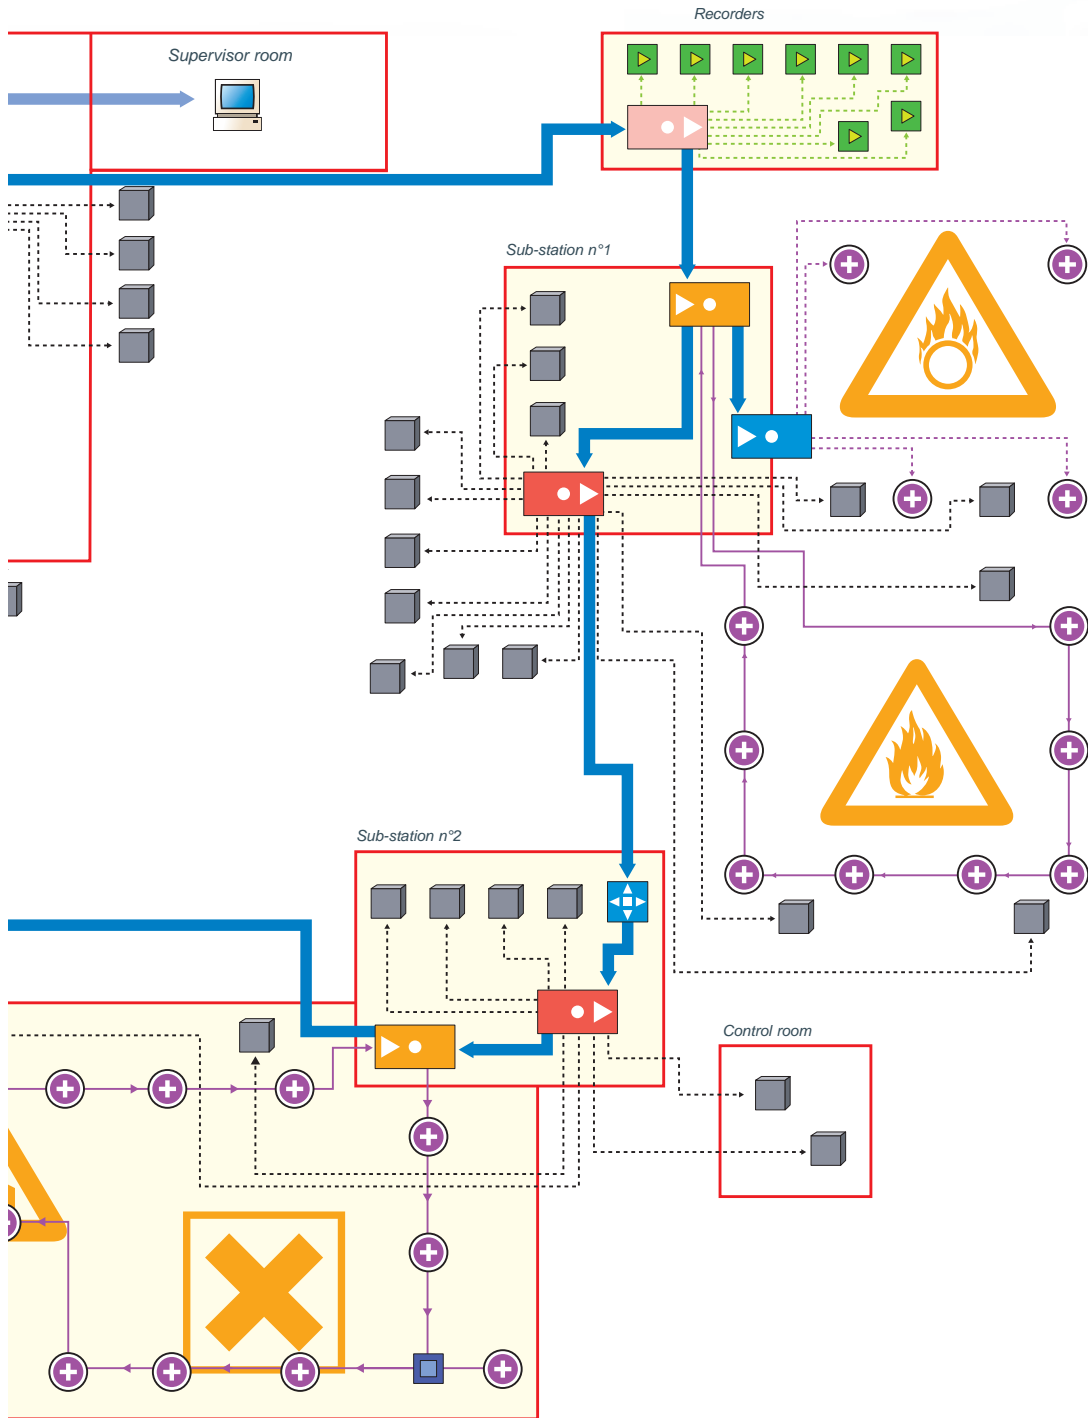 Recorders
Supervisor room
Sub-station n°1
Sub-station n°2
Control room